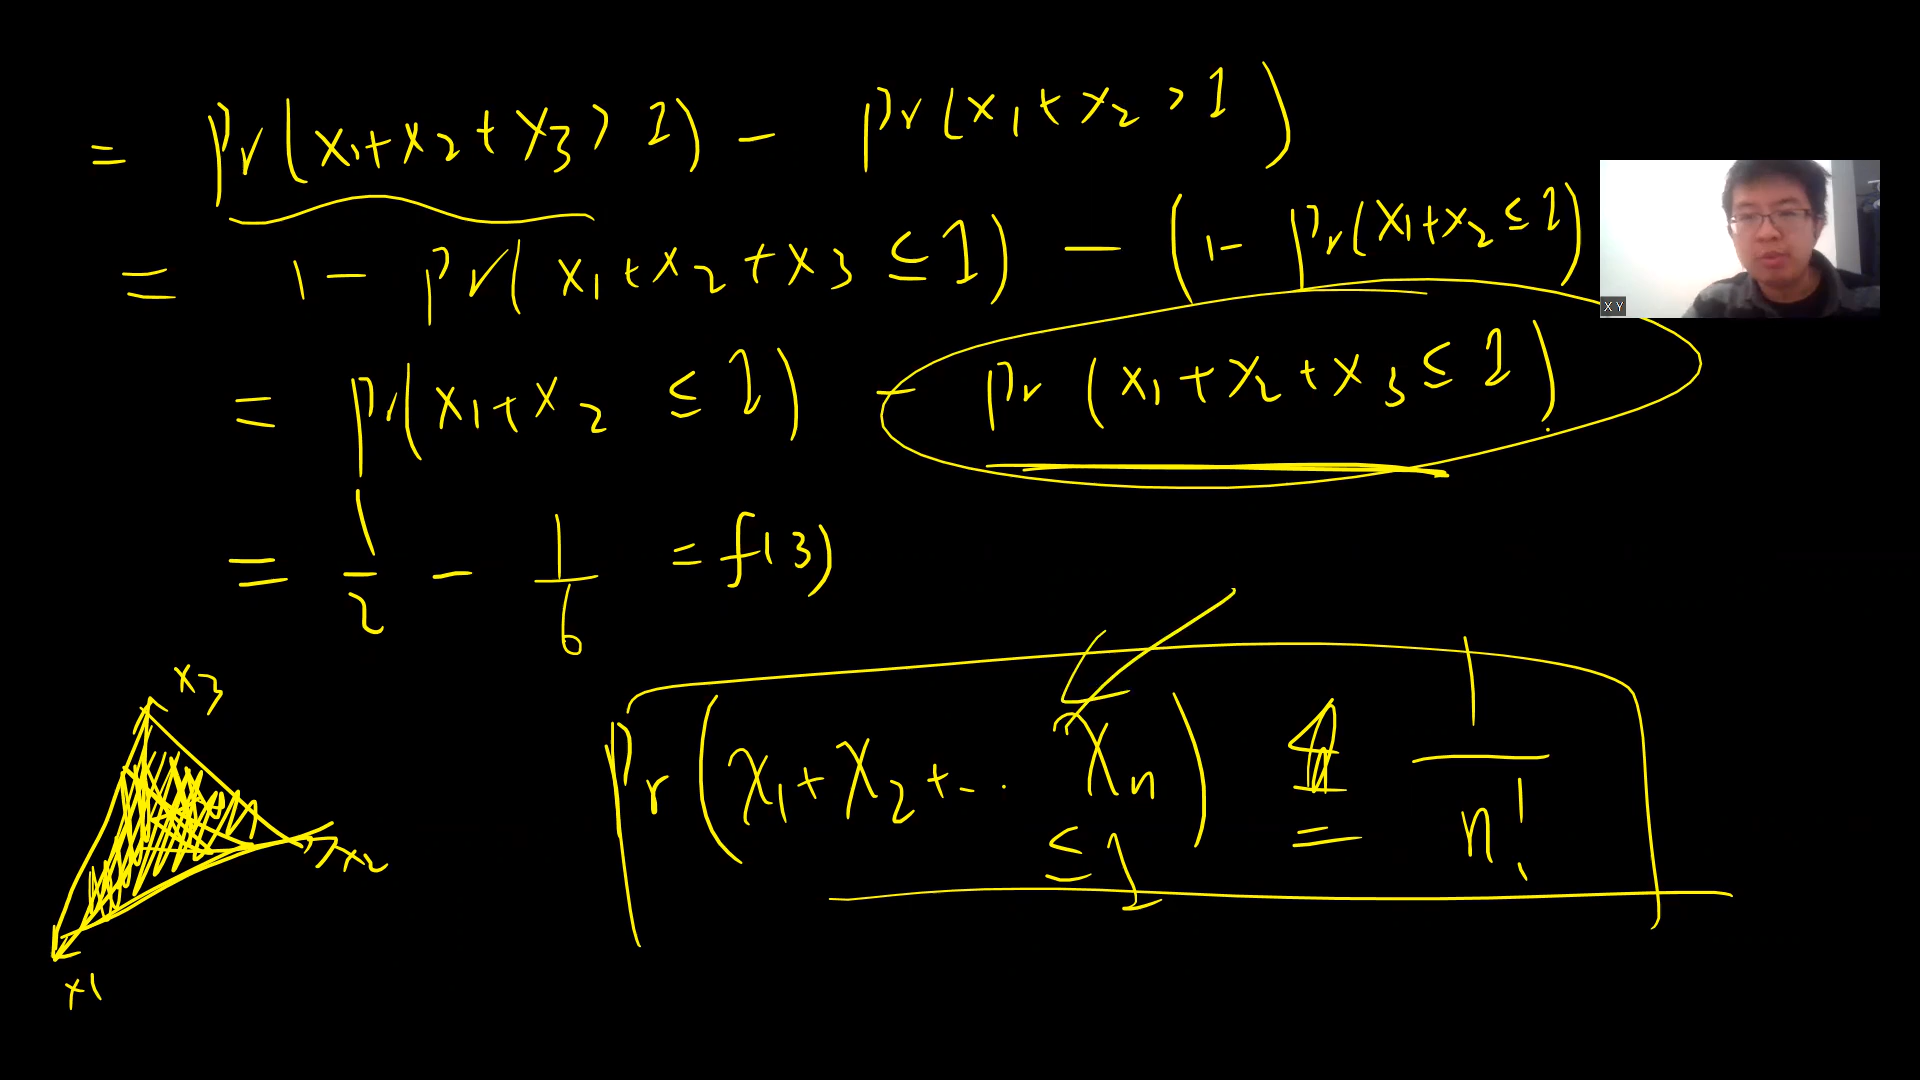 = Pr(x₁+x₂+x₃>1) - Pr(x₁+x₂>1)
= 1 - Pr(x₁+x₂+x₃≤1) - (1 - Pr(x₁+x₂≤1)
X Y
= Pr(x₁+x₂ ≤ 1) - Pr(x₁+x₂+x₃≤1)
= 1/2 - 1/6 = f(3)
x3
Pr(x₁+x₂+... xₙ ≤1) = 1/n!
x2
x1